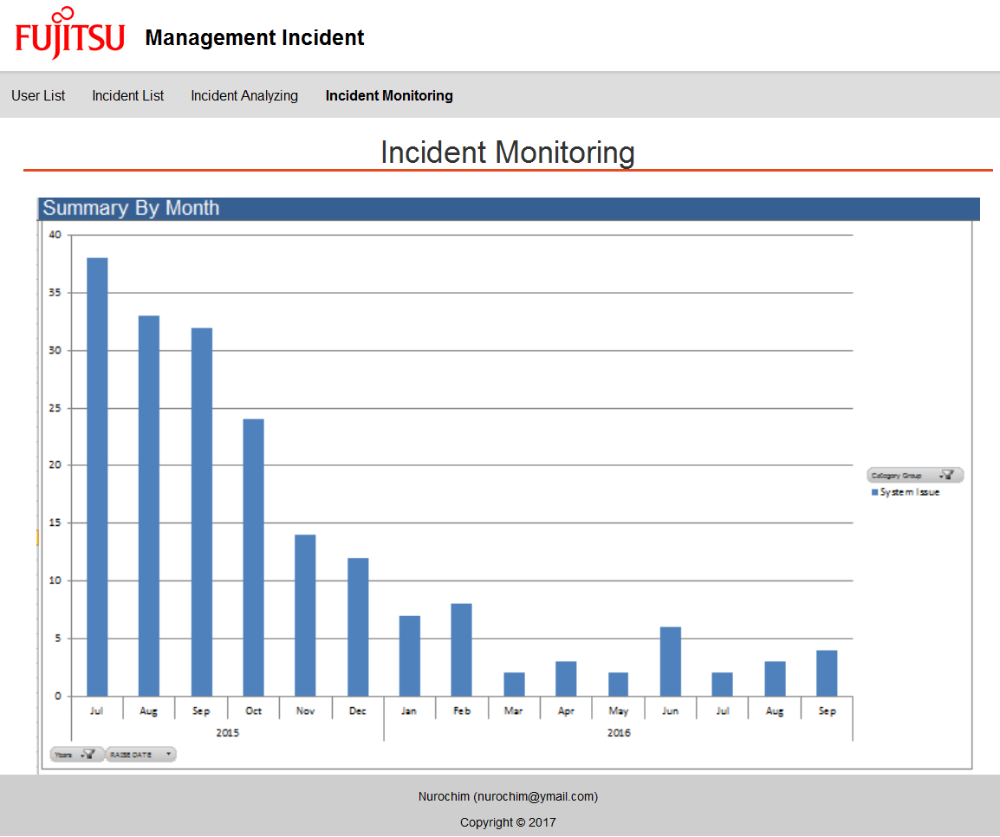 FUJITSU Management Incident
User List Incident List Incident Analyzing Incident Monitoring
Incident Monitoring
Summary By Month
40
35
30
25
20
15
10
5
0
Category Group
System Issue
Jul Aug Sep Oct Nov Dec Jan Feb Mar Apr May Jun Jul Aug Sep
2015 2016
Years RAISE DATE
Nurochim (nurochim@ymail.com)
Copyright © 2017